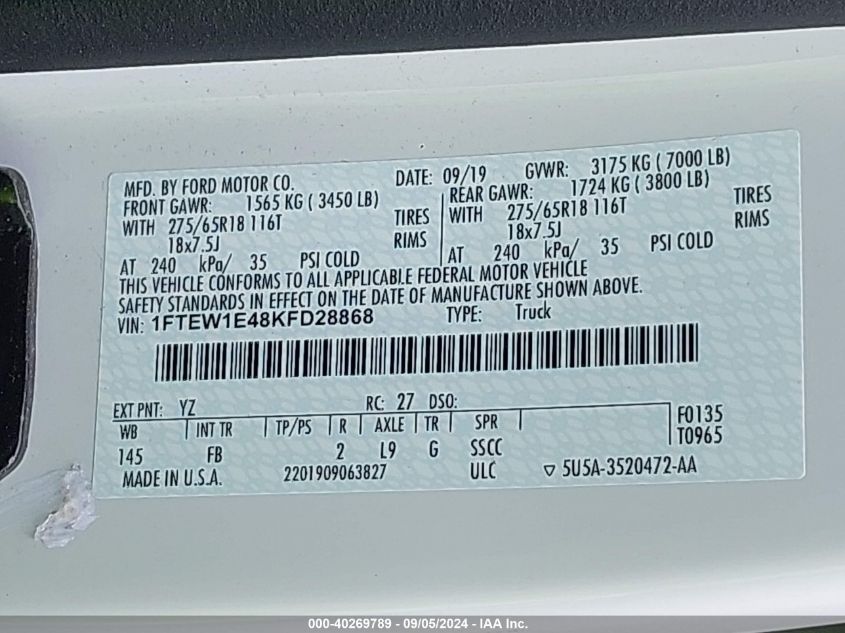 MFD. BY FORD MOTOR CO. DATE: 09/19 GVWR: 3175 KG ( 7000 LB)
FRONT GAWR: 1565 KG ( 3450 LB) REAR GAWR: 1724 KG ( 3800 LB)
WITH 275/65R18 116T TIRES WITH 275/65R18 116T TIRES
18x7.5J RIMS 18x7.5J RIMS
AT 240 kPa/ 35 PSI COLD AT 240 kPa/ 35 PSI COLD
THIS VEHICLE CONFORMS TO ALL APPLICABLE FEDERAL MOTOR VEHICLE
SAFETY STANDARDS IN EFFECT ON THE DATE OF MANUFACTURE SHOWN ABOVE.
VIN: 1FTEW1E48KFD28868 TYPE: Truck
EXT PNT: YZ RC: 27 DSO:
WB INT TR TP/PS R AXLE TR SPR F0135
145 FB 2 L9 G SSCC T0965
MADE IN U.S.A. 2201909063827 ULC ▽ 5U5A-3520472-AA
000-40269789 - 09/05/2024 - IAA Inc.